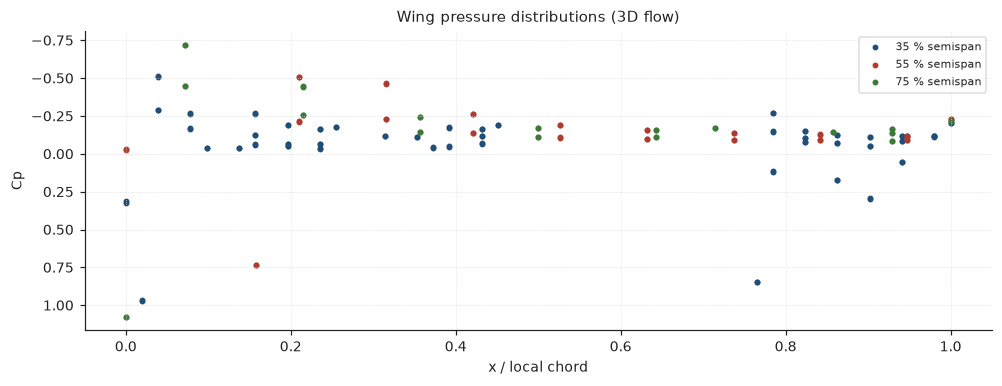 Wing pressure distributions (3D flow)
35 % semispan
55 % semispan
75 % semispan
Cp
−0.75
−0.50
−0.25
0.00
0.25
0.50
0.75
1.00
0.0 0.2 0.4 0.6 0.8 1.0
x / local chord